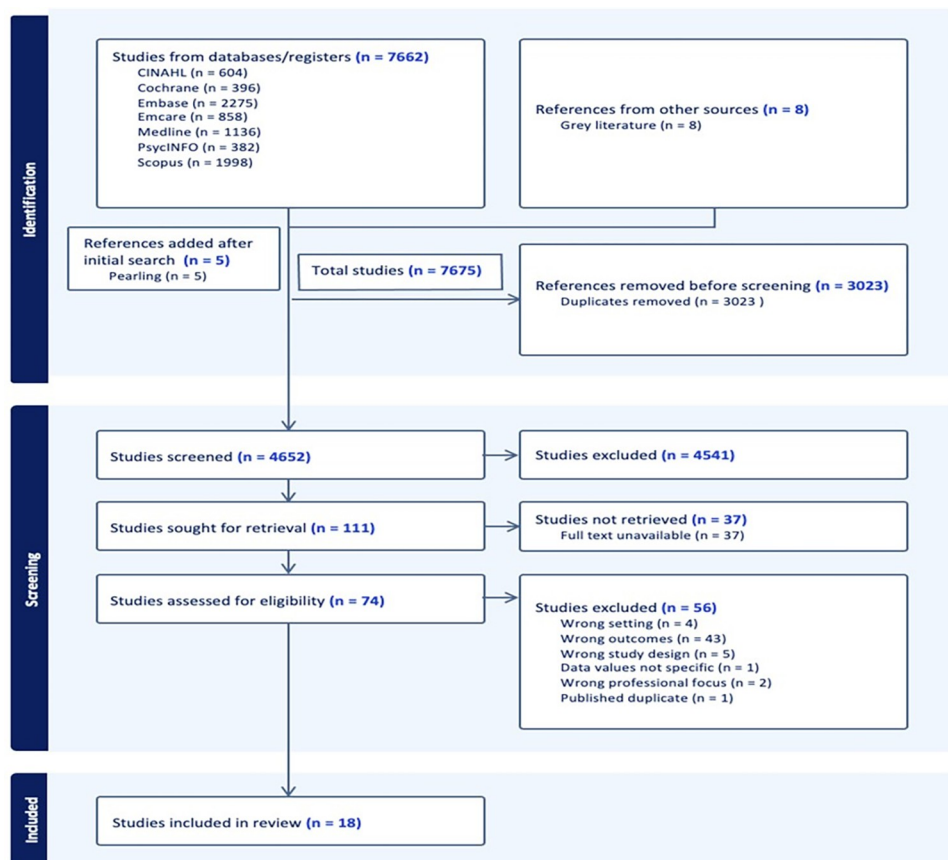 Identification
Studies from databases/registers (n = 7662)
CINAHL (n = 604)
Cochrane (n = 396)
Embase (n = 2275)
Emcare (n = 858)
Medline (n = 1136)
PsycINFO (n = 382)
Scopus (n = 1998)
References from other sources (n = 8)
Grey literature (n = 8)
References added after
initial search (n = 5)
Pearling (n = 5)
Total studies (n = 7675)
References removed before screening (n = 3023)
Duplicates removed (n = 3023 )
Screening
Studies screened (n = 4652)
Studies excluded (n = 4541)
Studies sought for retrieval (n = 111)
Studies not retrieved (n = 37)
Full text unavailable (n = 37)
Studies assessed for eligibility (n = 74)
Studies excluded (n = 56)
Wrong setting (n = 4)
Wrong outcomes (n = 43)
Wrong study design (n = 5)
Data values not specific (n = 1)
Wrong professional focus (n = 2)
Published duplicate (n = 1)
Included
Studies included in review (n = 18)